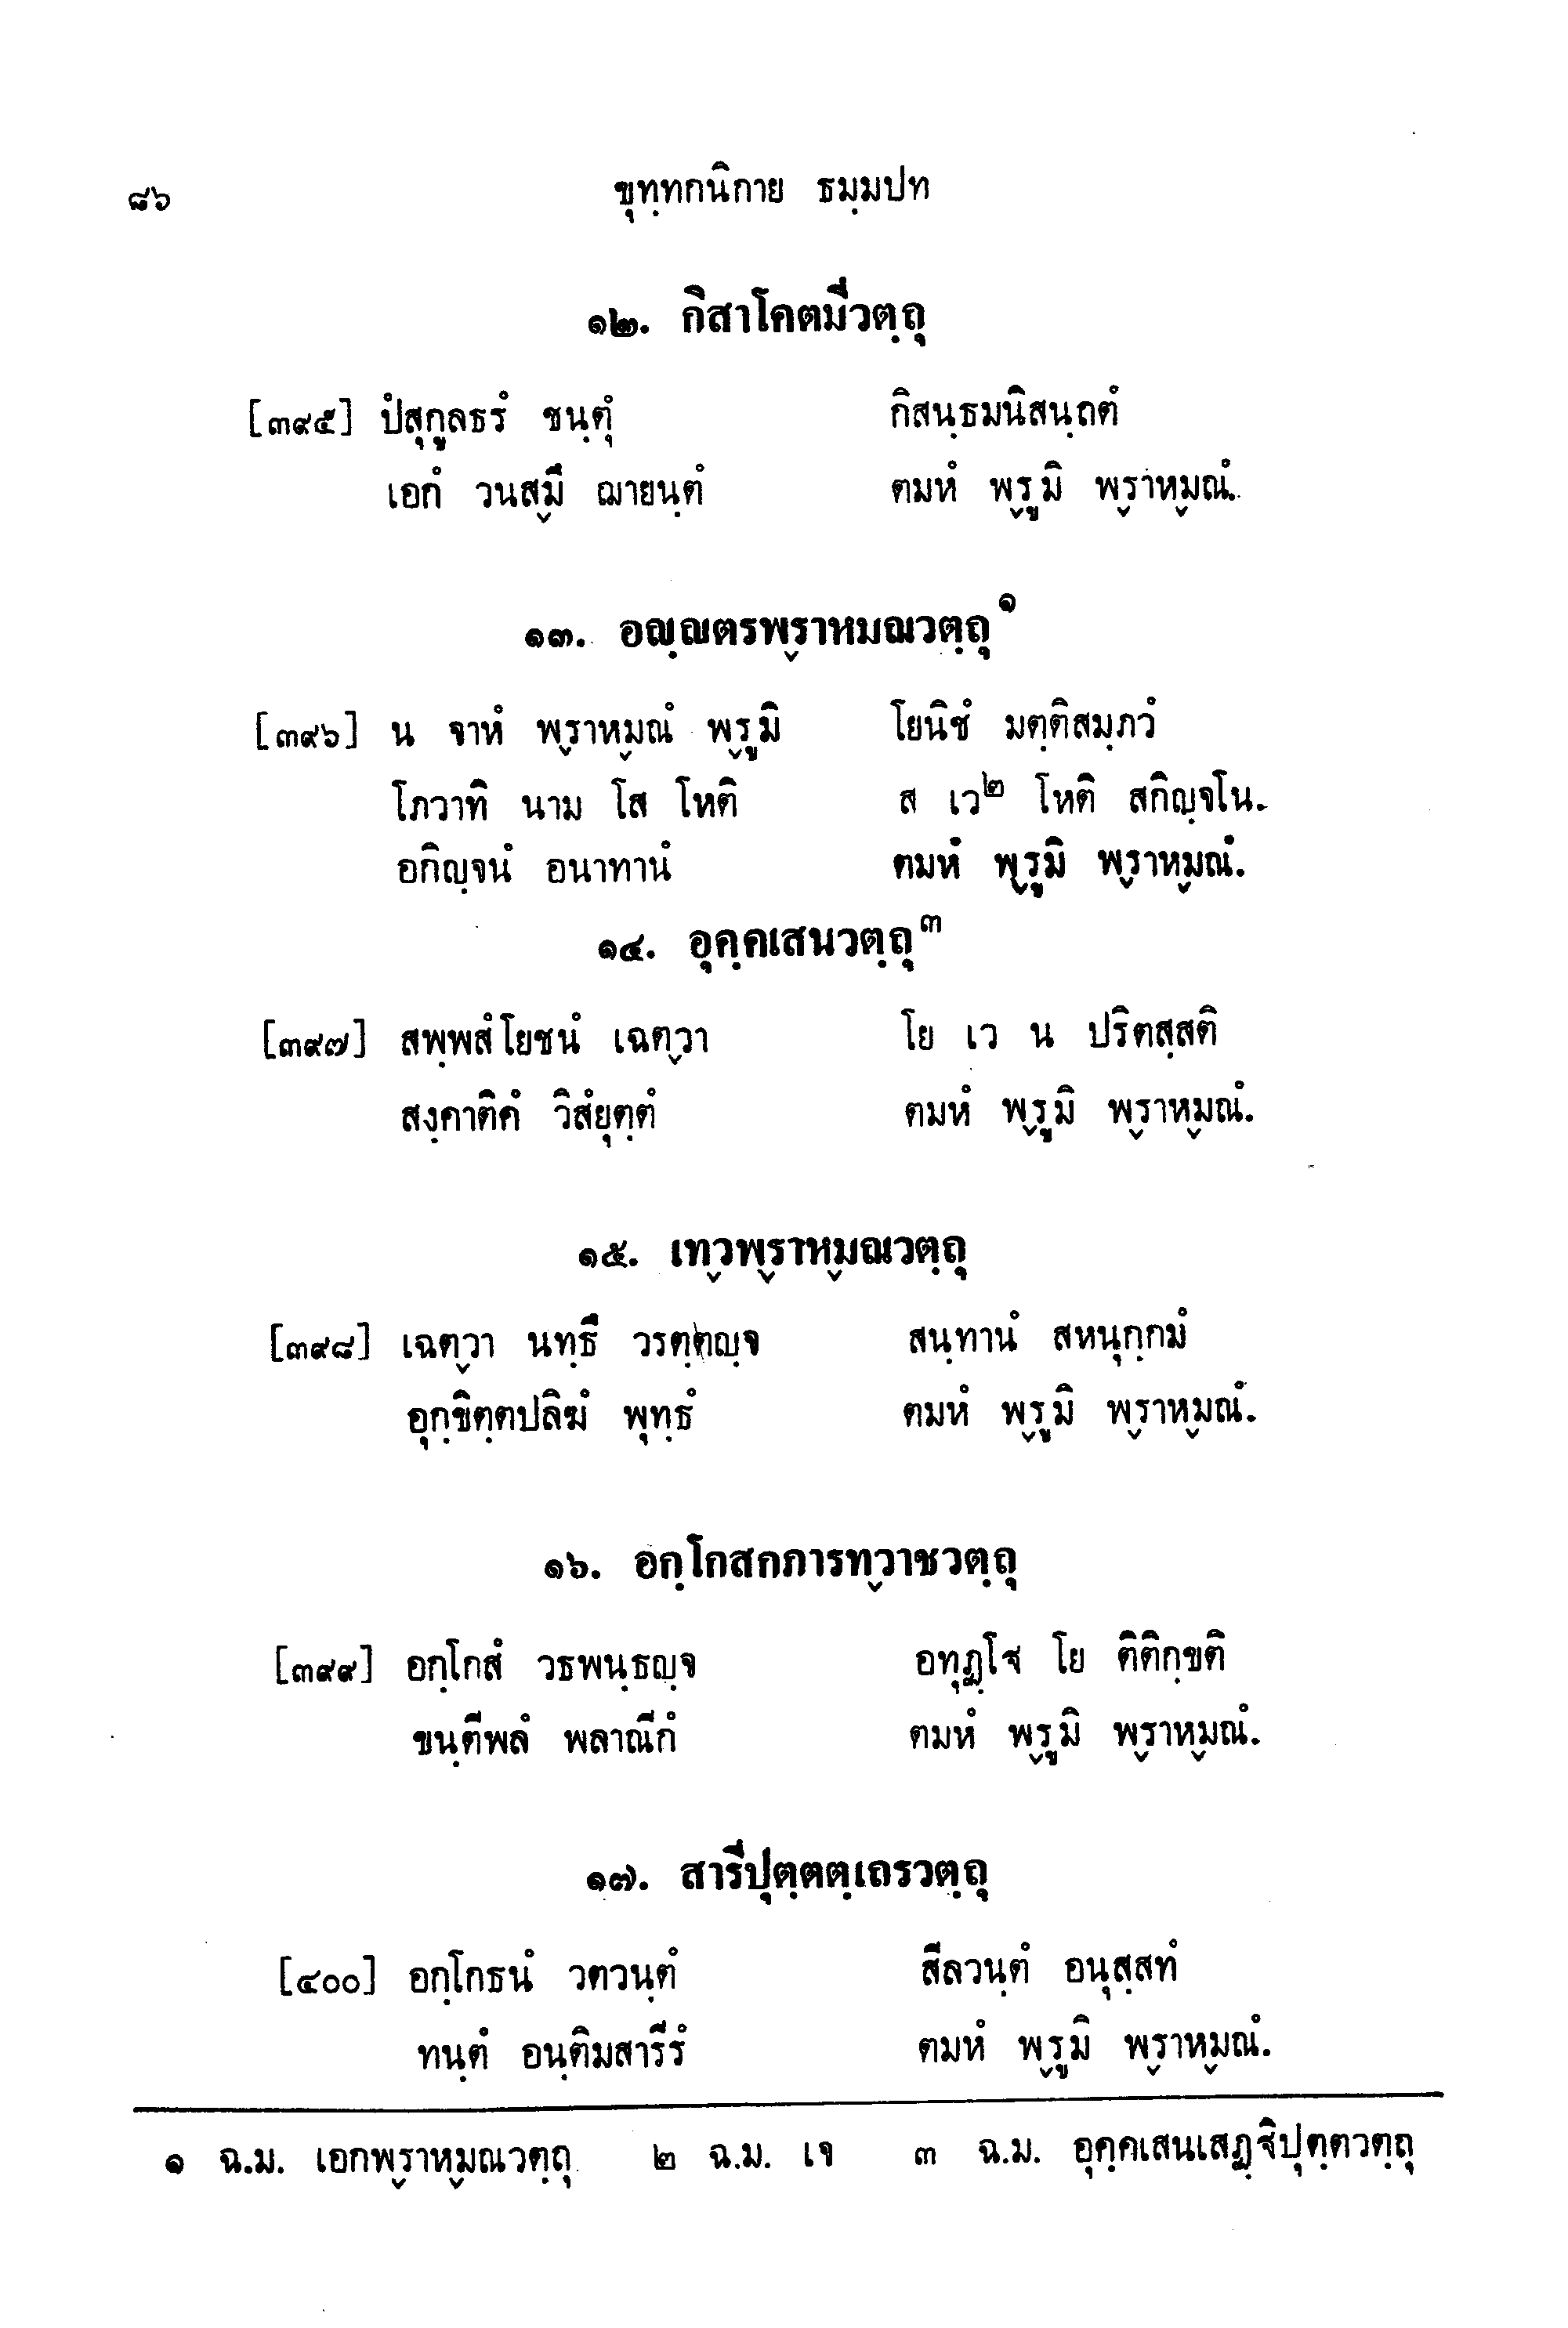 ๘๖ ขุทฺทกนิกาย ธมฺมปท
๑๒. กิสาโคตมีวตฺถุ
[๓๙๕] ปํสุกูลธรํ ชนฺตุํ กิสนฺธมนิสนฺถตํ
เอกํ วนสฺมึ ฌายนฺตํ ตมหํ พฺรูมิ พฺราหฺมณํ.
๑๓. อญฺญตรพฺราหมณวตฺถุ๑
[๓๙๖] น จาหํ พฺราหฺมณํ พฺรูมิ โยนิชํ มตฺติสมฺภวํ
โภวาทิ นาม โส โหติ ส เว๒ โหติ สกิญฺจโน.
อกิญฺจนํ อนาทานํ ตมหํ พฺรูมิ พฺราหฺมณํ.
๑๔. อุคฺคเสนวตฺถุ๓
[๓๙๗] สพฺพสํโยชนํ เฉตฺวา โย เว น ปริตสฺสติ
สงฺคาติคํ วิสํยุตฺตํ ตมหํ พฺรูมิ พฺราหฺมณํ.
๑๕. เทฺวพฺราหฺมณวตฺถุ
[๓๙๘] เฉตฺวา นทฺธึ วรตฺตญฺจ สนฺทานํ สหนุกฺกมํ
อุกฺขิตฺตปลิฆํ พุทฺธํ ตมหํ พฺรูมิ พฺราหฺมณํ.
๑๖. อกฺโกสกภารทฺวาชวตฺถุ
[๓๙๙] อกฺโกสํ วธพนฺธญฺจ อทุฏฺโฐ โย ติติกฺขติ
ขนฺตีพลํ พลาณีกํ ตมหํ พฺรูมิ พฺราหฺมณํ.
๑๗. สารีปุตฺตตฺเถรวตฺถุ
[๔๐๐] อกฺโกธนํ วตวนฺตํ สีลวนฺตํ อนุสฺสทํ
ทนฺตํ อนฺติมสารีรํ ตมหํ พฺรูมิ พฺราหฺมณํ.
๑ ฉ.ม. เอกพฺราหฺมณวตฺถุ ๒ ฉ.ม. เจ ๓ ฉ.ม. อุคฺคเสนเสฏฺฐิปุตฺตวตฺถุ